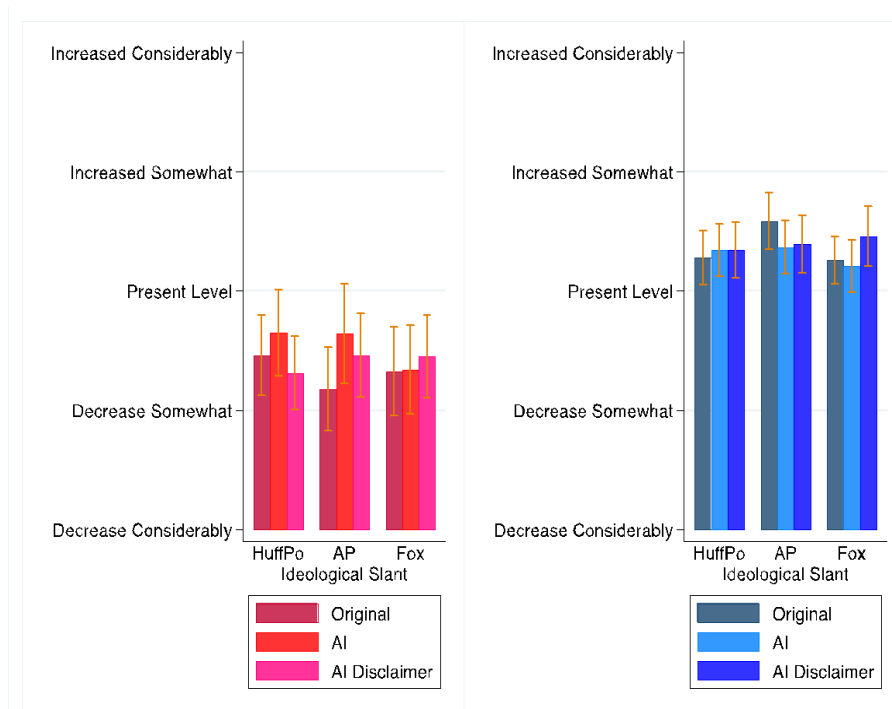 Increased Considerably
Increased Somewhat
Present Level
Decrease Somewhat
Decrease Considerably
HuffPo AP Fox
Ideological Slant
Original
AI
AI Disclaimer
Increased Considerably
Increased Somewhat
Present Level
Decrease Somewhat
Decrease Considerably
HuffPo AP Fox
Ideological Slant
Original
AI
AI Disclaimer